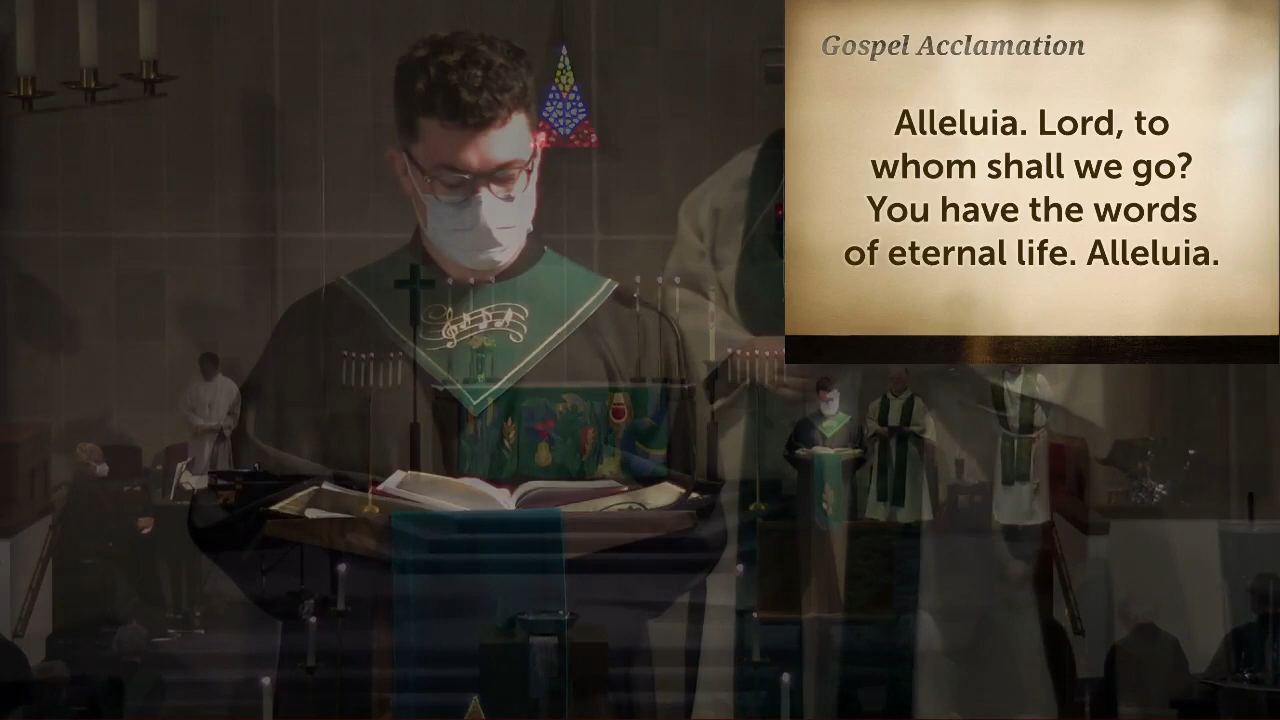 Gospel Acclamation
Alleluia. Lord, to
whom shall we go?
You have the words
of eternal life. Alleluia.